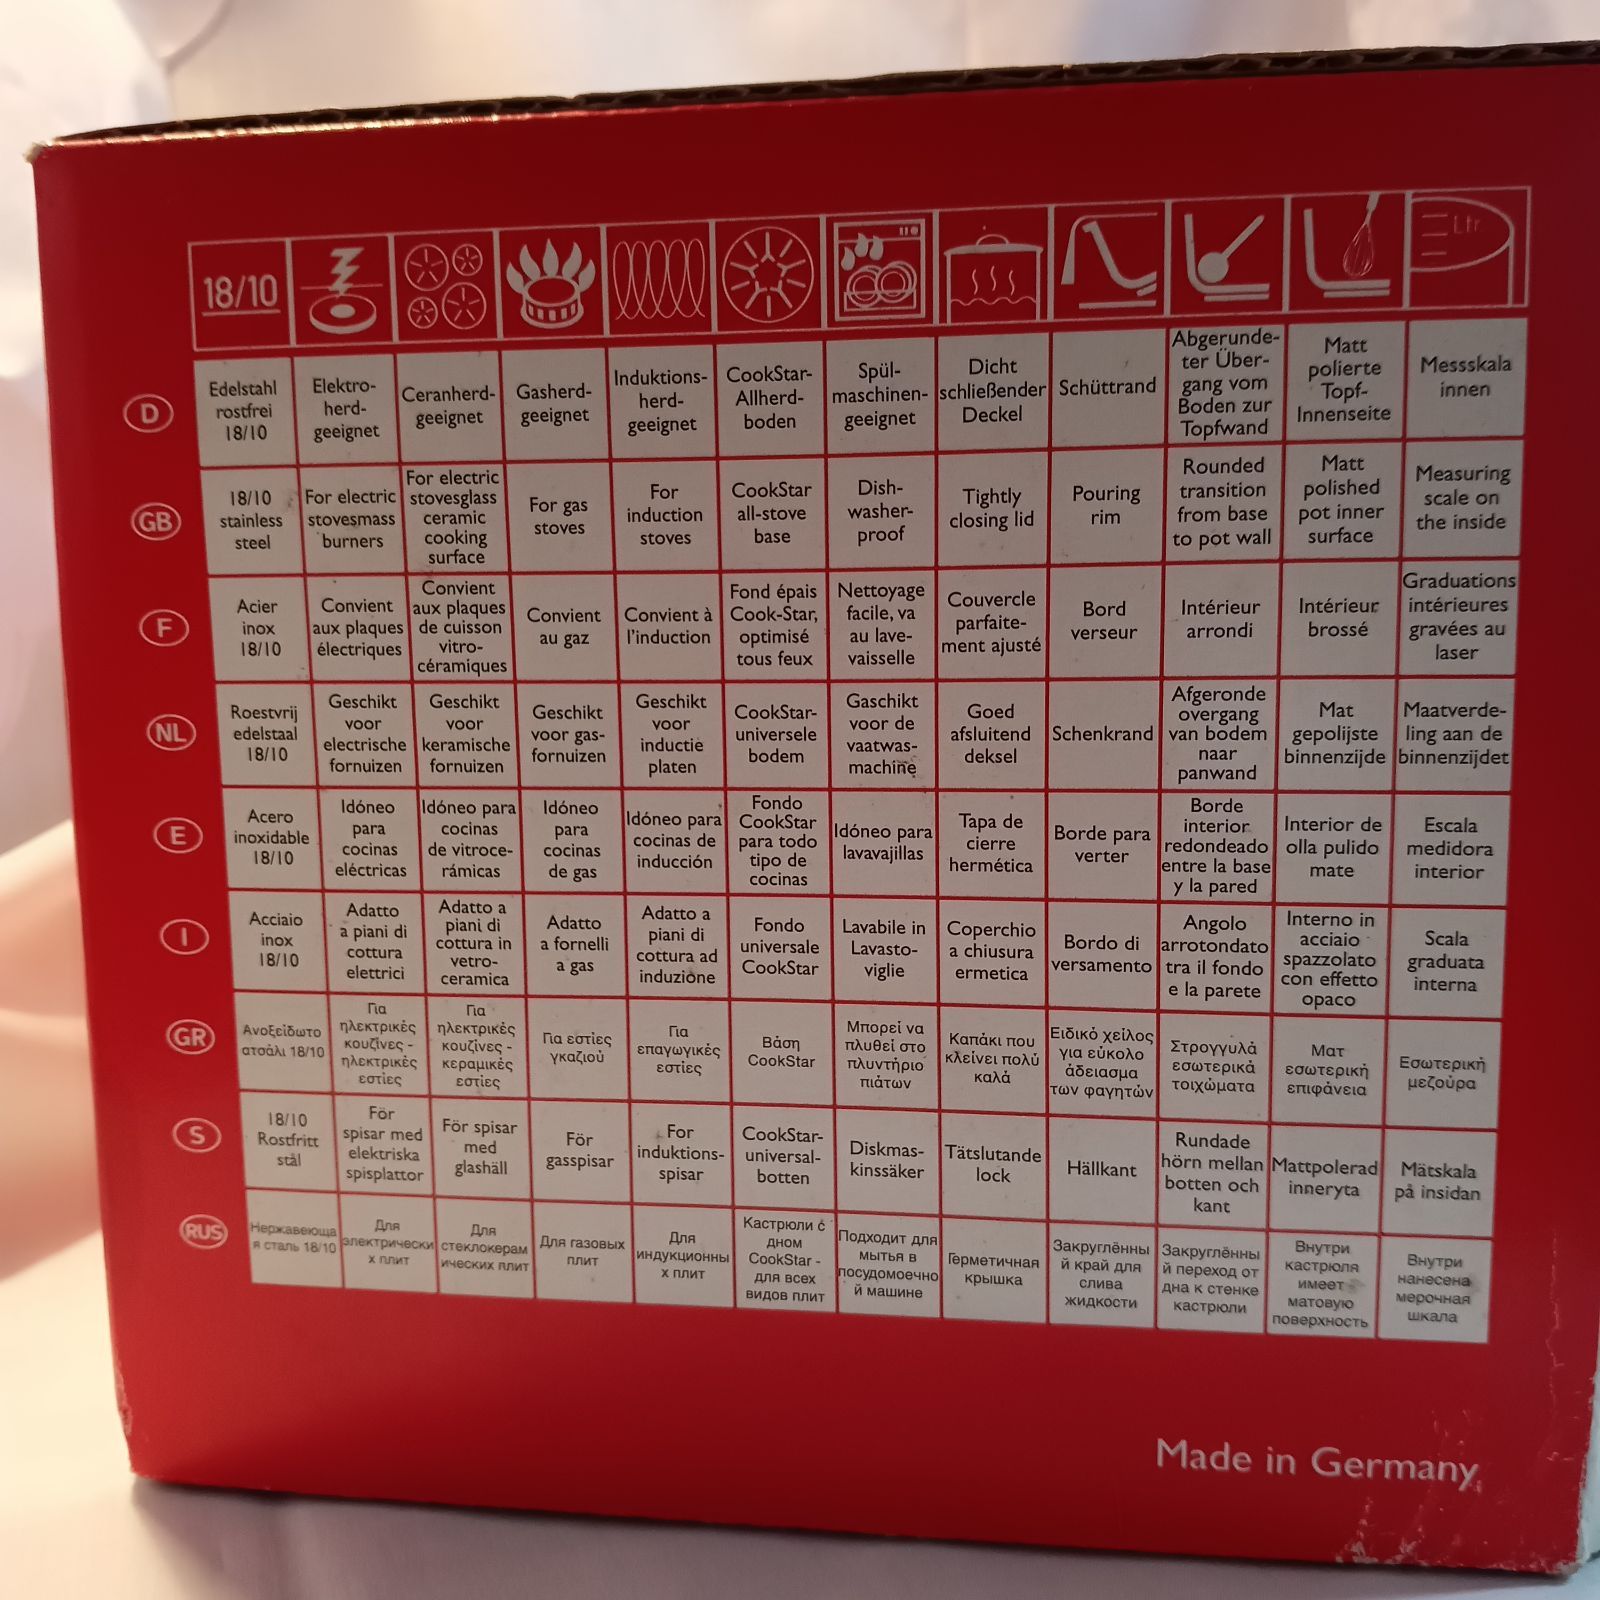 18/10
Ltr.
D
Edelstahl
rostfrei
18/10
Elektro-
herd-
geeignet
Ceranherd-
geeignet
Gasherd-
geeignet
Induktions-
herd-
geeignet
CookStar-
Allherd-
boden
Spül-
maschinen-
geeignet
Dicht
schließender
Deckel
Schüttrand
Abgerunde-
ter Über-
gang vom
Boden zur
Topfwand
Matt
polierte
Topf-
Innenseite
Messskala
innen
GB
18/10
stainless
steel
For electric
stovesmass
burners
For electric
stovesglass
ceramic
cooking
surface
For gas
stoves
For
induction
stoves
CookStar
all-stove
base
Dish-
washer-
proof
Tightly
closing lid
Pouring
rim
Rounded
transition
from base
to pot wall
Matt
polished
pot inner
surface
Measuring
scale on
the inside
F
Acier
inox
18/10
Convient
aux plaques
électriques
Convient
aux plaques
de cuisson
vitro-
céramiques
Convient
au gaz
Convient à
l'induction
Fond épais
Cook-Star,
optimisé
tous feux
Nettoyage
facile, va
au lave-
vaisselle
Couvercle
parfaite-
ment ajusté
Bord
verseur
Intérieur
arrondi
Intérieur
brossé
Graduations
intérieures
gravées au
laser
NL
Roestvrij
edelstaal
18/10
Geschikt
voor
electrische
fornuizen
Geschikt
voor
keramische
fornuizen
Geschikt
voor gas-
fornuizen
Geschikt
voor
inductie
platen
CookStar-
universele
bodem
Gaschikt
voor de
vaatwas-
machine
Goed
afsluitend
deksel
Schenkrand
Afgeronde
overgang
van bodem
naar
panwand
Mat
gepolijste
binnenzijde
Maatverde-
ling aan de
binnenzijdet
E
Acero
inoxidable
18/10
Idóneo
para
cocinas
eléctricas
Idóneo para
cocinas
de vitroce-
rámicas
Idóneo
para
cocinas
de gas
Idóneo para
cocinas de
inducción
Fondo
CookStar
para todo
tipo de
cocinas
Idóneo para
lavavajillas
Tapa de
cierre
hermética
Borde para
verter
Borde
interior
redondeado
entre la base
y la pared
Interior de
olla pulido
mate
Escala
medidora
interior
I
Acciaio
inox
18/10
Adatto
a piani di
cottura
elettrici
Adatto a
piani di
cottura in
vetro-
ceramica
Adatto
a fornelli
a gas
Adatto a
piani di
cottura ad
induzione
Fondo
universale
CookStar
Lavabile in
Lavasto-
viglie
Coperchio
a chiusura
ermetica
Bordo di
versamento
Angolo
arrotondato
tra il fondo
e la parete
Interno in
acciaio
spazzolato
con effetto
opaco
Scala
graduata
interna
GR
Ανοξείδωτο
ατσάλι 18/10
Για
ηλεκτρικές
κουζίνες -
ηλεκτρικές
εστίες
Για
ηλεκτρικές
κουζίνες -
κεραμικές
εστίες
Για εστίες
γκαζιού
Για
επαγωγικές
εστίες
Βάση
CookStar
Μπορεί να
πλυθεί στο
πλυντήριο
πιάτων
Καπάκι που
κλείνει πολύ
καλά
Ειδικό χείλος
για εύκολο
άδειασμα
των φαγητών
Στρογγυλά
εσωτερικά
τοιχώματα
Ματ
εσωτερική
επιφάνεια
Εσωτερική
μεζούρα
S
18/10
Rostfritt
stål
För
spisar med
elektriska
spisplattor
För spisar
med
glashäll
För
gasspisar
For
induktions-
spisar
CookStar-
universal-
botten
Diskmas-
kinssäker
Tätslutande
lock
Hällkant
Rundade
hörn mellan
botten och
kant
Mattpolerad
inneryta
Mätskala
på insidan
RUS
Нержавеюща
я сталь 18/10
Для
электрически
х плит
Для
стеклокерам
ических плит
Для газовых
плит
Для
индукционны
х плит
Кастрюли с
дном
CookStar -
для всех
видов плит
Подходит для
мытья в
посудомоечно
й машине
Герметичная
крышка
Закруглённы
й край для
слива
жидкости
Закруглённы
й переход от
дна к стенке
кастрюли
Внутри
кастрюля
имеет
матовую
поверхность
Внутри
нанесена
мерочная
шкала
Made in Germany